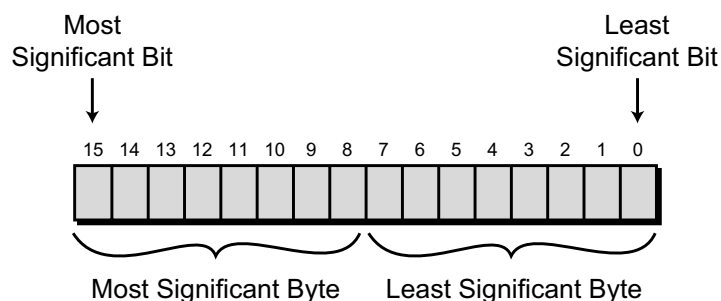 Most
Significant Bit
Least
Significant Bit
15 14 13 12 11 10 9 8 7 6 5 4 3 2 1 0
Most Significant Byte Least Significant Byte